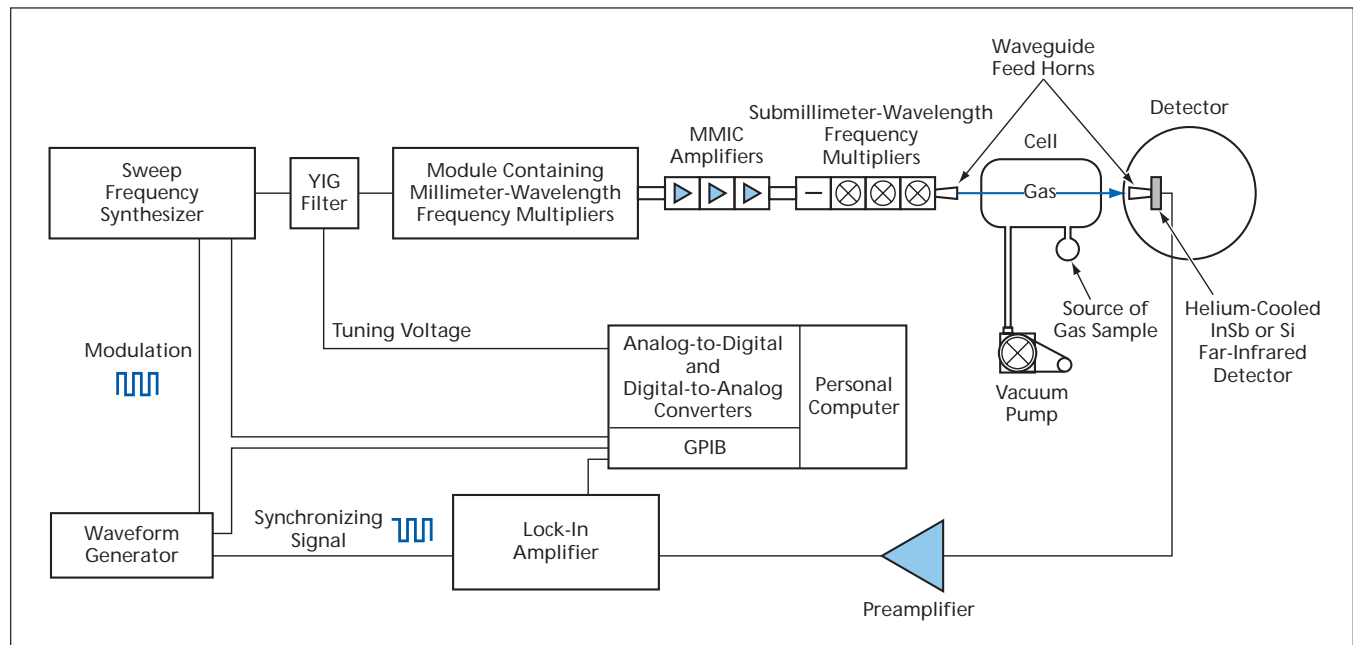 Waveguide
Feed Horns
Submillimeter-Wavelength
Frequency
Multipliers
Detector
MMIC
Amplifiers
Cell
Sweep
Frequency
Synthesizer
YIG
Filter
Module Containing
Millimeter-Wavelength
Frequency Multipliers
Gas
Source of
Gas Sample
Helium-Cooled
InSb or Si
Far-Infrared
Detector
Tuning Voltage
Modulation
Analog-to-Digital
and
Digital-to-Analog
Converters
Personal
Computer
GPIB
Vacuum
Pump
Waveform
Generator
Synchronizing
Signal
Lock-In
Amplifier
Preamplifier